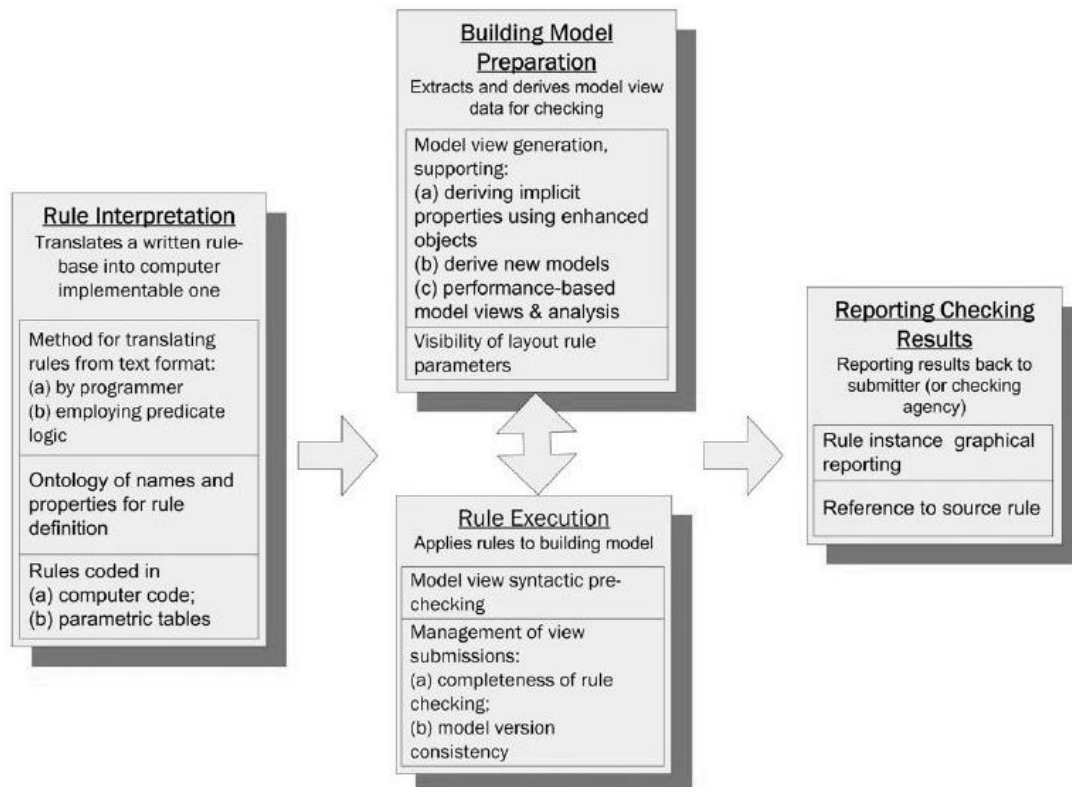 Rule Interpretation
Translates a written rule-
base into computer
implementable one
Method for translating
rules from text format:
(a) by programmer
(b) employing predicate
logic
Ontology of names and
properties for rule
definition
Rules coded in
(a) computer code;
(b) parametric tables
Building Model
Preparation
Extracts and derives model view
data for checking
Model view generation,
supporting:
(a) deriving implicit
properties using enhanced
objects
(b) derive new models
(c) performance-based
model views & analysis
Visibility of layout rule
parameters
Rule Execution
Applies rules to building model
Model view syntactic pre-
checking
Management of view
submissions:
(a) completeness of rule
checking;
(b) model version
consistency
Reporting Checking
Results
Reporting results back to
submitter (or checking
agency)
Rule instance graphical
reporting
Reference to source rule